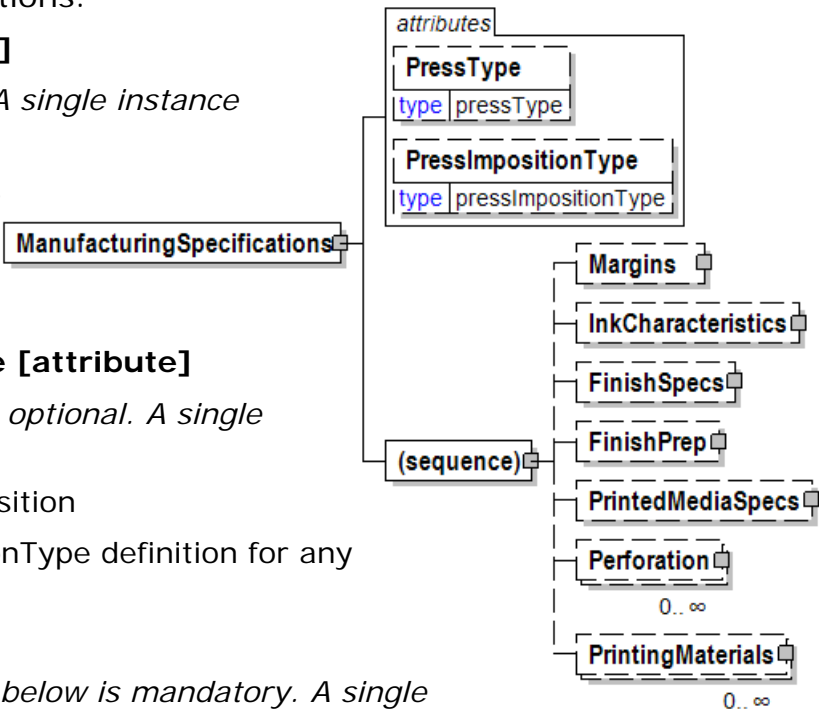 tions.
attributes
]
PressType
type pressType
A single instance
PressImpositionType
type pressImpositionType
ManufacturingSpecifications
Margins
InkCharacteristics
e [attribute]
FinishSpecs
optional. A single
FinishPrep
(sequence)
sition
PrintedMediaSpecs
nType definition for any
Perforation
0.. ∞
PrintingMaterials
below is mandatory. A single
0.. ∞